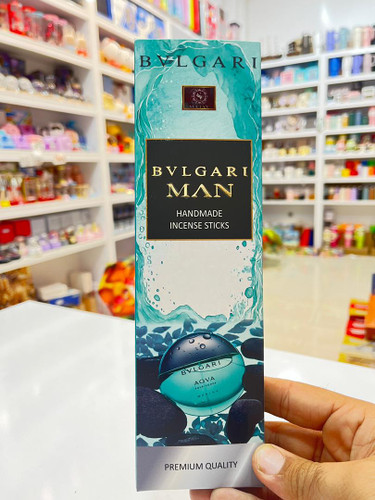 BVLGARI
BVLGARI
MAN
HANDMADE
INCENSE STICKS
BVLGARI
AQVA
PREMIUM QUALITY